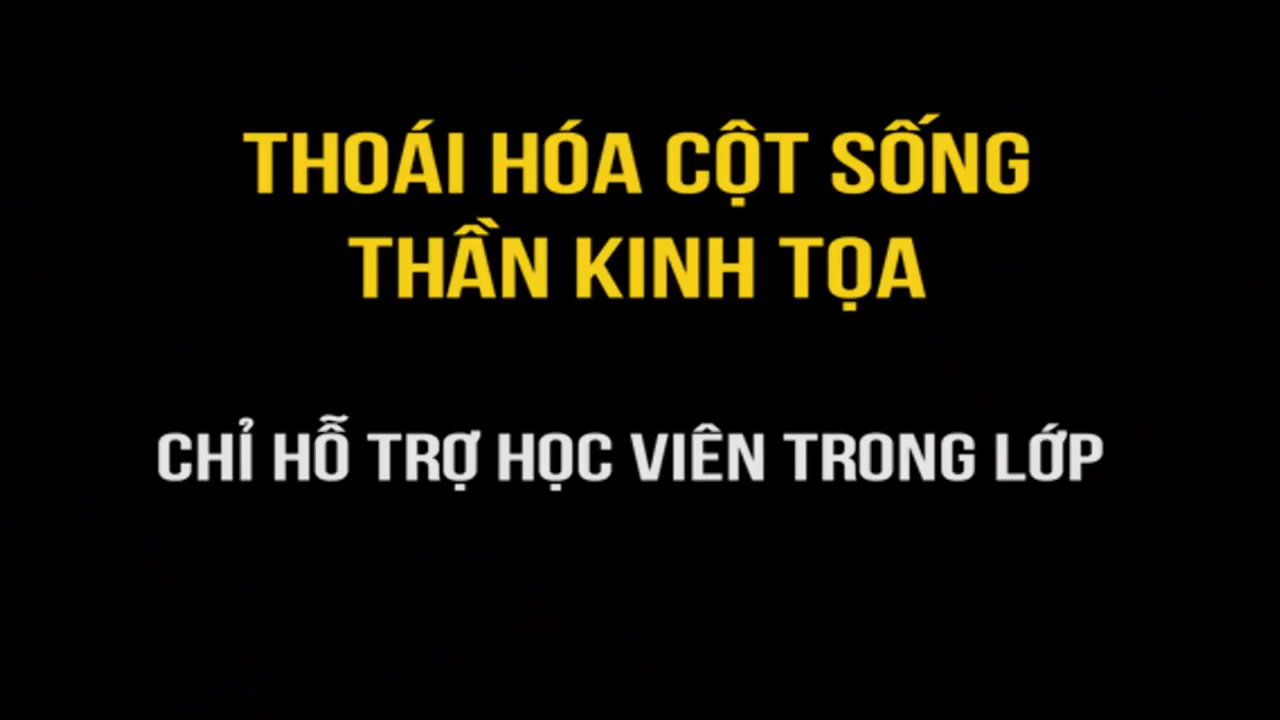 THOÁI HÓA CỘT SỐNG
THẦN KINH TỌA
CHỈ HỖ TRỢ HỌC VIÊN TRONG LỚP